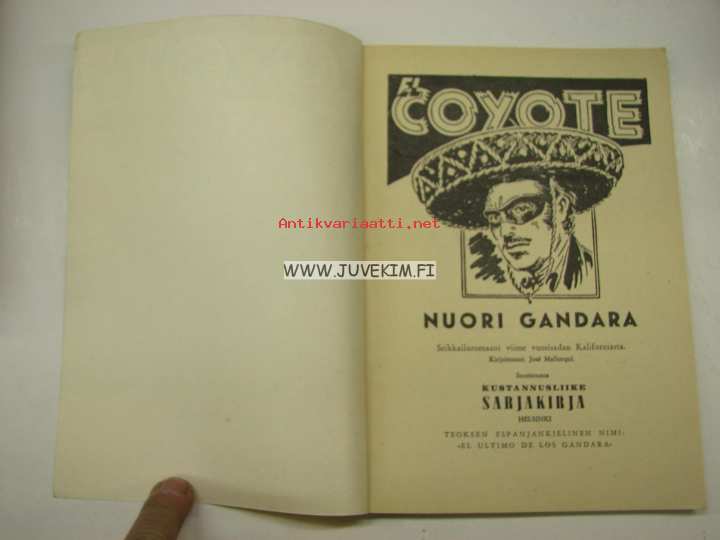 EL
COYOTE
Antikvariaatti.net
WWW.JUVEKIM.FI
NUORI GANDARA
Seikkailuromaani viime vuosisadan Kaliforniasta.
Kirjoittanut José Mallorquí.
Suomentanut
KUSTANNUSLIIKE
SARJAKIRJA
HELSINKI
TEOKSEN ESPANJANKIELINEN NIMI:
«EL ULTIMO DE LOS GANDARA»